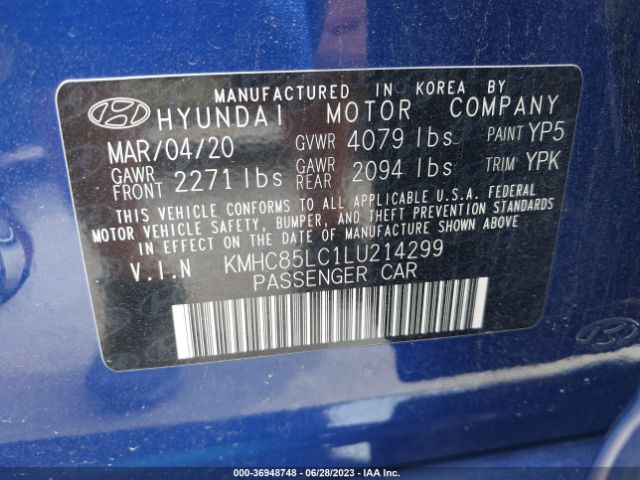 MANUFACTURED IN KOREA BY
HYUNDAI MOTOR COMPANY
MAR/04/20 GVWR 4079 lbs PAINT YP5
GAWR FRONT 2271 lbs GAWR REAR 2094 lbs TRIM YPK
THIS VEHICLE CONFORMS TO ALL APPLICABLE U.S.A. FEDERAL
MOTOR VEHICLE SAFETY, BUMPER, AND THEFT PREVENTION STANDARDS
IN EFFECT ON THE DATE OF MANUFACTURE SHOWN ABOVE
V.I.N KMHC85LC1LU214299
PASSENGER CAR
000-36948748 - 06/28/2023 - IAA Inc.